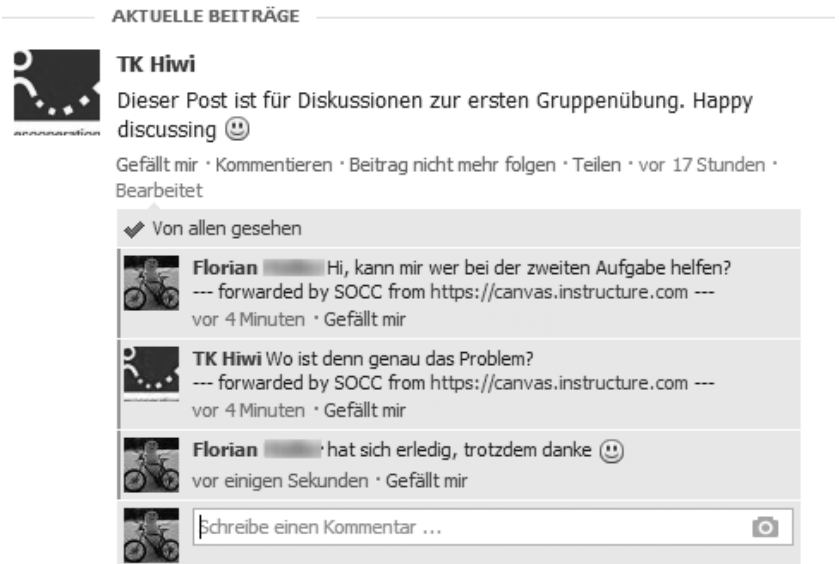 AKTUELLE BEITRÄGE
TK Hiwi
Dieser Post ist für Diskussionen zur ersten Gruppenübung. Happy
discussing
Gefällt mir · Kommentieren · Beitrag nicht mehr folgen · Teilen · vor 17 Stunden ·
Bearbeitet
Von allen gesehen
Florian Hi, kann mir wer bei der zweiten Aufgabe helfen?
--- forwarded by SOCC from https://canvas.instructure.com ---
vor 4 Minuten · Gefällt mir
TK Hiwi Wo ist denn genau das Problem?
--- forwarded by SOCC from https://canvas.instructure.com ---
vor 4 Minuten · Gefällt mir
Florian hat sich erledig, trotzdem danke
vor einigen Sekunden · Gefällt mir
Schreibe einen Kommentar ...